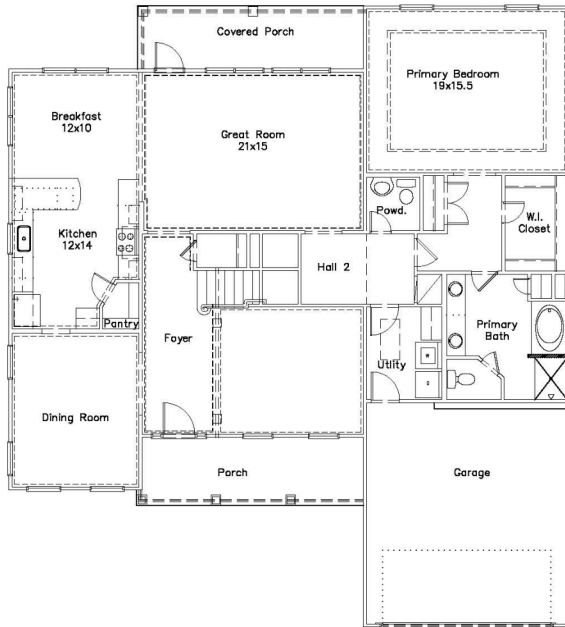 Covered Porch
Primary Bedroom
19x15.5
Breakfast
12x10
Great Room
21x15
Powd.
W.I.
Closet
Kitchen
12x14
Hall 2
Pantry
Foyer
Primary
Bath
Utlity
Dining Room
Porch
Garage